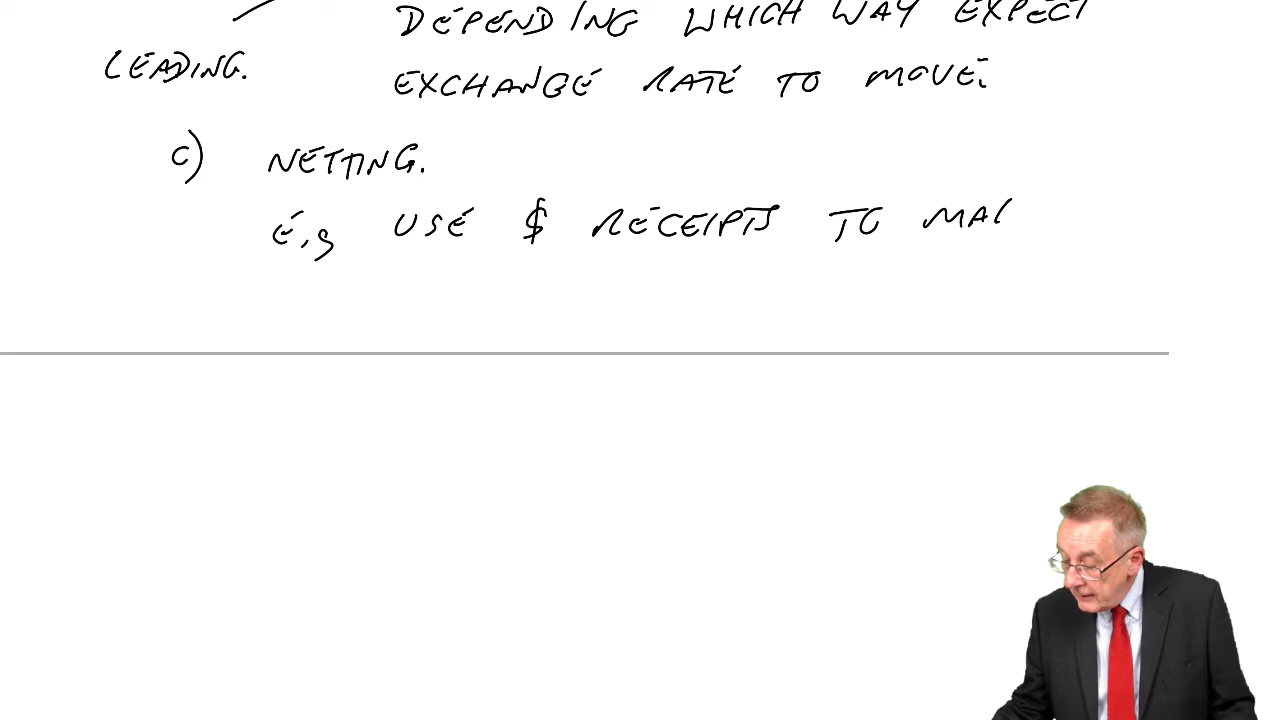 DEPENDING WHICH WAY EXPECT
LEADING.
EXCHANGE RATE TO MOVE.
c) NETTING.
E.g USE $ RECEIPTS TO MA